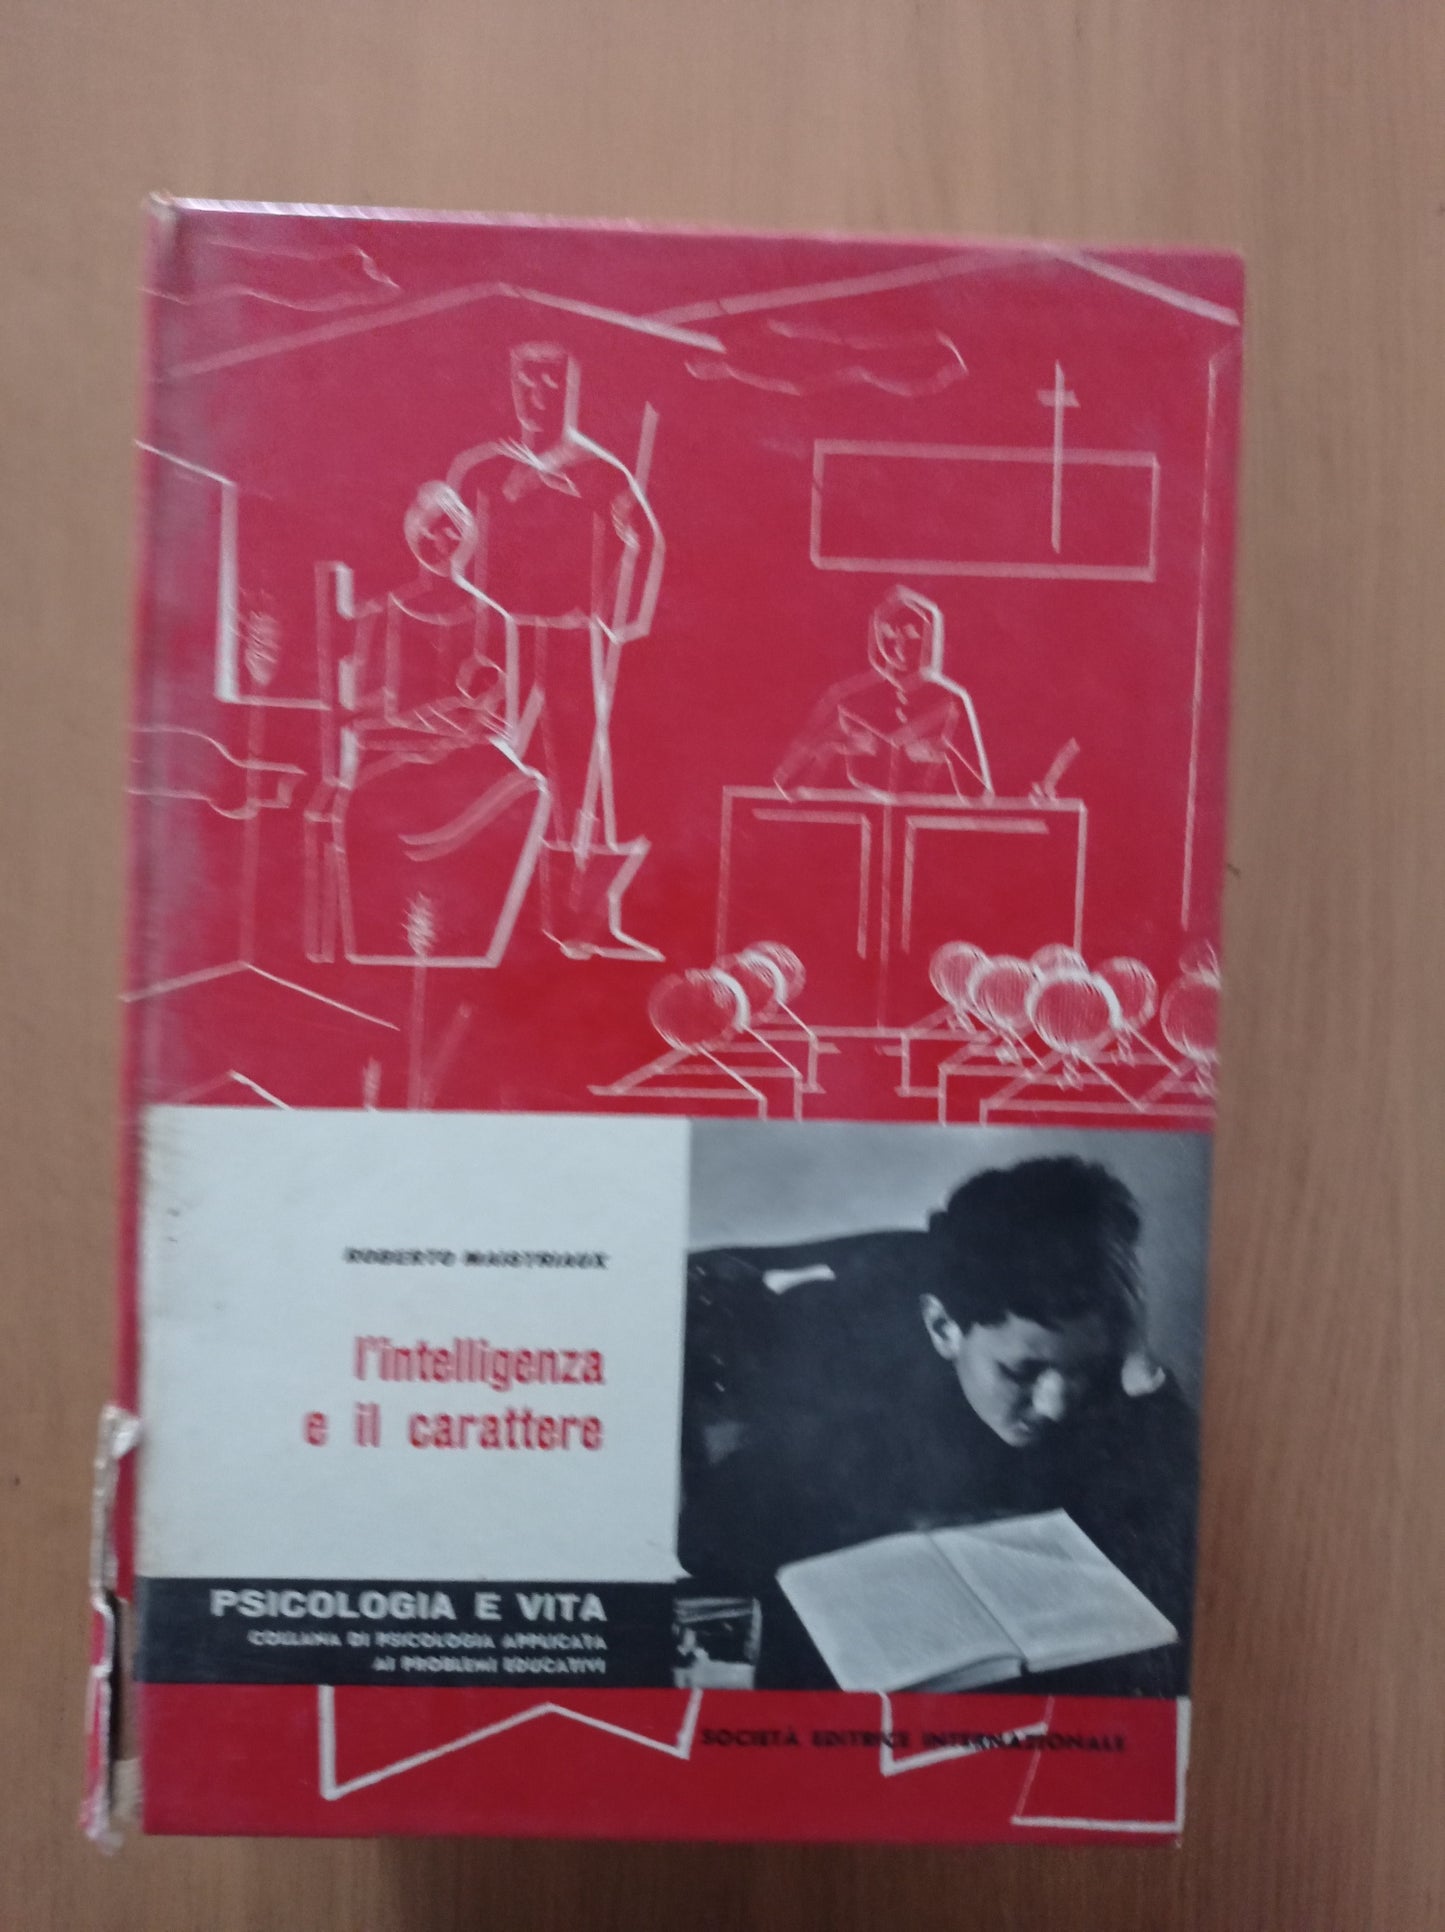 ROBERTO MAISTRIAUX
l'intelligenza
e il carattere
PSICOLOGIA E VITA
COLLANA DI PSICOLOGIA APPLICATA
AI PROBLEMI EDUCATIVI
SOCIETÀ EDITRICE INTERNAZIONALE